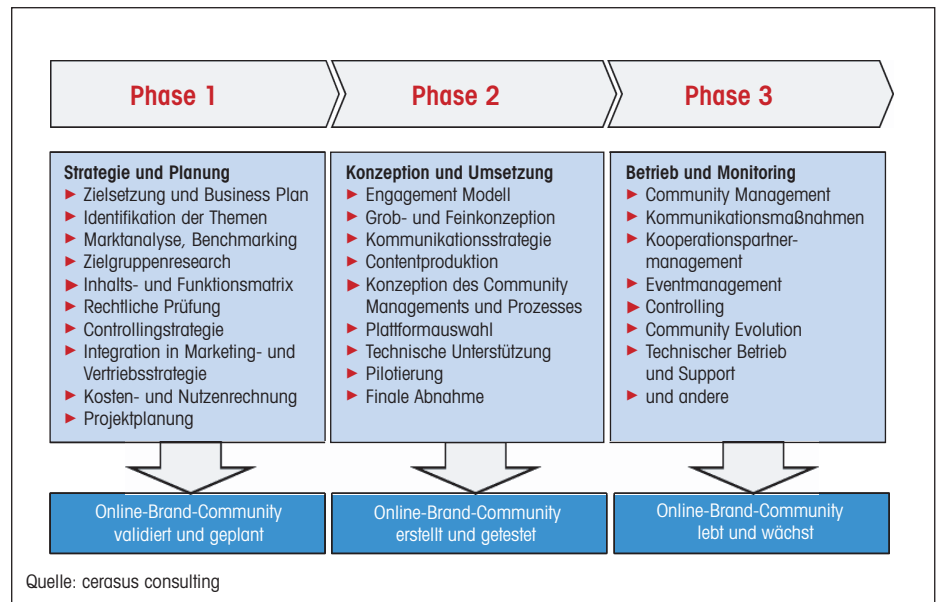 Phase 1
Phase 2
Phase 3
Strategie und Planung
► Zielsetzung und Business Plan
► Identifikation der Themen
► Marktanalyse, Benchmarking
► Zielgruppenresearch
► Inhalts- und Funktionsmatrix
► Rechtliche Prüfung
► Controllingstrategie
► Integration in Marketing- und
Vertriebsstrategie
► Kosten- und Nutzenrechnung
► Projektplanung
Konzeption und Umsetzung
► Engagement Modell
► Grob- und Feinkonzeption
► Kommunikationsstrategie
► Contentproduktion
► Konzeption des Community
Managements und Prozesses
► Plattformauswahl
► Technische Unterstützung
► Pilotierung
► Finale Abnahme
Betrieb und Monitoring
► Community Management
► Kommunikationsmaßnahmen
► Kooperationspartner-
management
► Eventmanagement
► Controlling
► Community Evolution
► Technischer Betrieb
und Support
► und andere
Online-Brand-Community
validiert und geplant
Online-Brand-Community
erstellt und getestet
Online-Brand-Community
lebt und wächst
Quelle: cerasus consulting